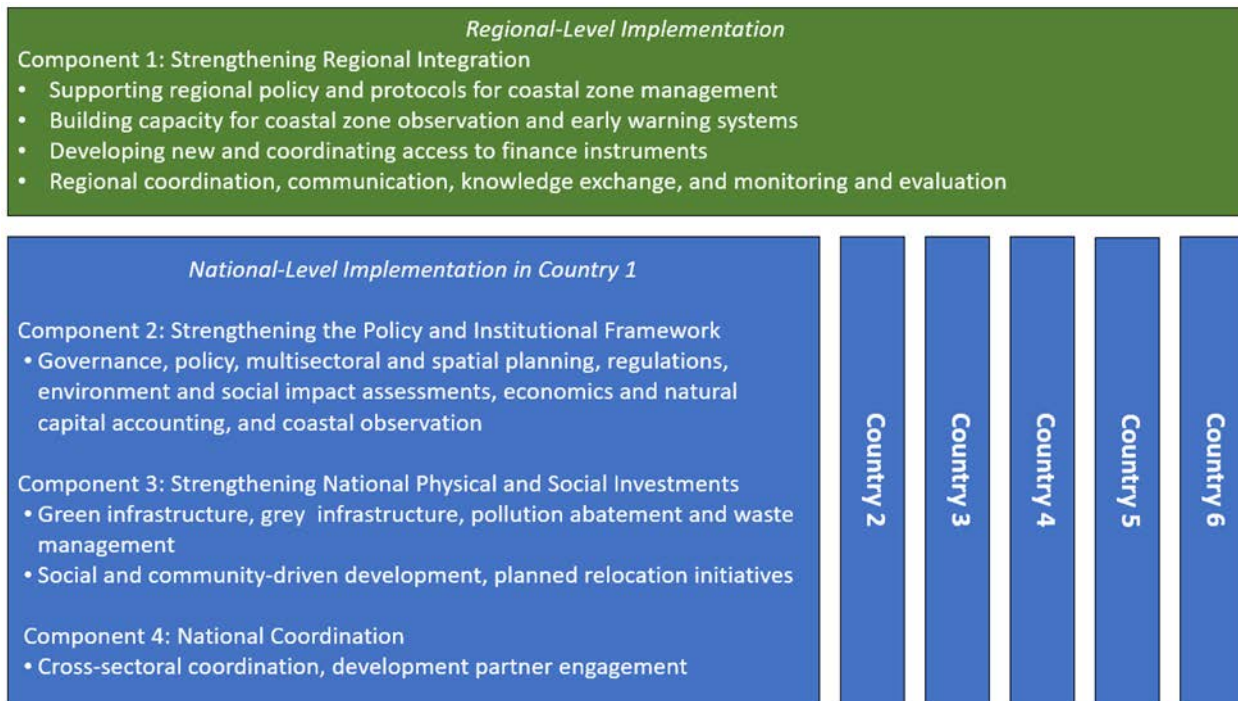 Regional-Level Implementation
Component 1: Strengthening Regional Integration
• Supporting regional policy and protocols for coastal zone management
• Building capacity for coastal zone observation and early warning systems
• Developing new and coordinating access to finance instruments
• Regional coordination, communication, knowledge exchange, and monitoring and evaluation
National-Level Implementation in Country 1
Component 2: Strengthening the Policy and Institutional Framework
• Governance, policy, multisectoral and spatial planning, regulations,
environment and social impact assessments, economics and natural
capital accounting, and coastal observation
Component 3: Strengthening National Physical and Social Investments
• Green infrastructure, grey infrastructure, pollution abatement and waste
management
• Social and community-driven development, planned relocation initiatives
Component 4: National Coordination
• Cross-sectoral coordination, development partner engagement
Country 2
Country 3
Country 4
Country 5
Country 6